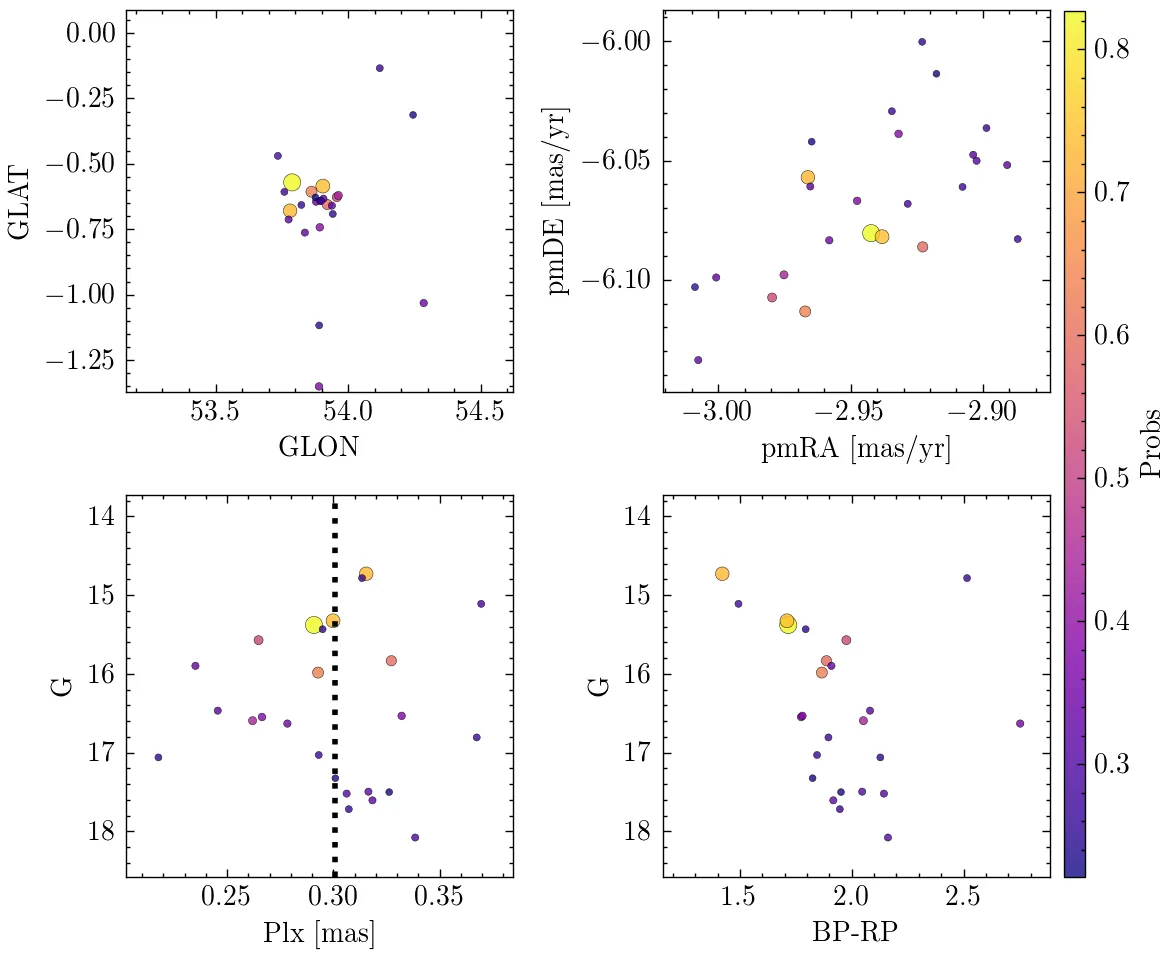 0.00
−0.25
−0.50
−0.75
−1.00
−1.25
GLAT
53.5 54.0 54.5
GLON
−6.00
−6.05
−6.10
pmDE [mas/yr]
−3.00 −2.95 −2.90
pmRA [mas/yr]
14
15
16
17
18
G
0.25 0.30 0.35
Plx [mas]
14
15
16
17
18
G
1.5 2.0 2.5
BP-RP
0.8
0.7
0.6
0.5
0.4
0.3
Probs